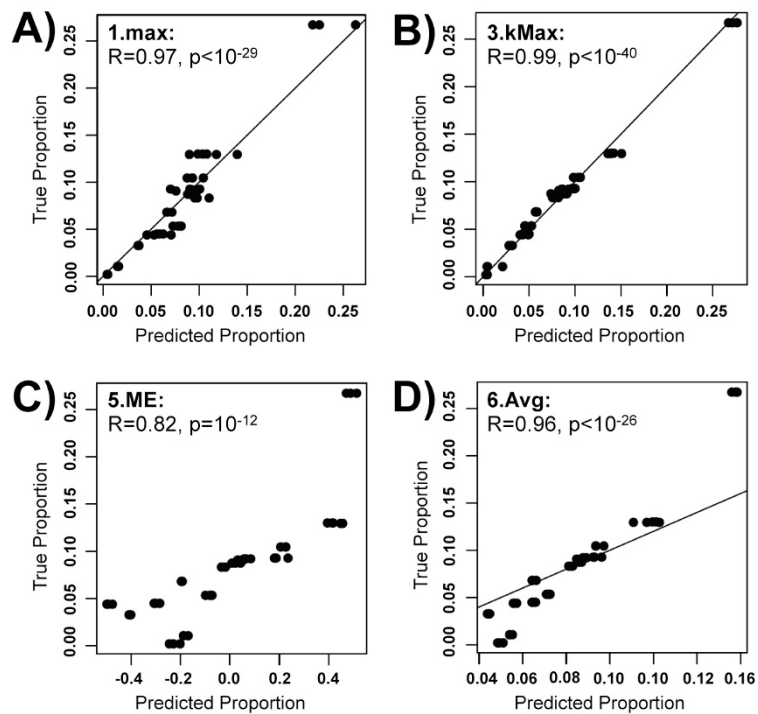 A)
1.max:
R=0.97, p<10⁻²⁹
True Proportion
0.00 0.05 0.10 0.15 0.20 0.25
0.00 0.05 0.10 0.15 0.20 0.25
Predicted Proportion
B)
3.kMax:
R=0.99, p<10⁻⁴⁰
True Proportion
0.00 0.05 0.10 0.15 0.20 0.25
0.00 0.05 0.10 0.15 0.20 0.25
Predicted Proportion
C)
5.ME:
R=0.82, p=10⁻¹²
True Proportion
0.00 0.05 0.10 0.15 0.20 0.25
-0.4 -0.2 0.0 0.2 0.4
Predicted Proportion
D)
6.Avg:
R=0.96, p<10⁻²⁶
True Proportion
0.00 0.05 0.10 0.15 0.20 0.25
0.04 0.06 0.08 0.10 0.12 0.10 0.16
Predicted Proportion